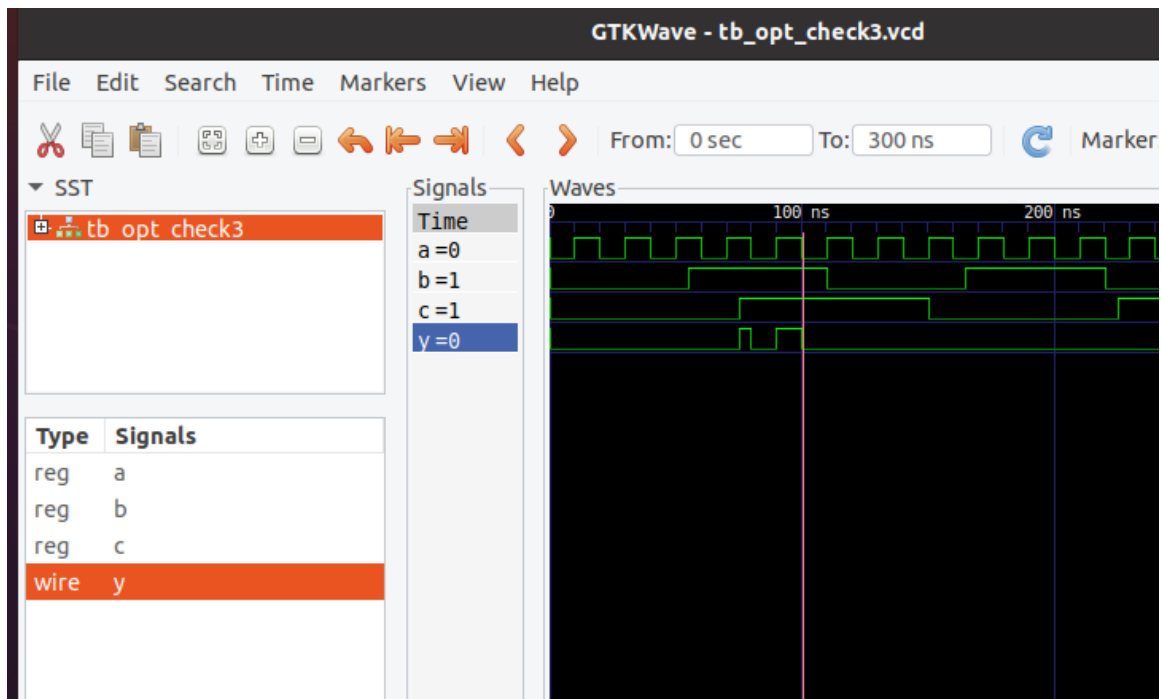 GTKWave - tb_opt_check3.vcd
File Edit Search Time Markers View Help
From: 0 sec To: 300 ns Marker
SST
tb_opt_check3
Type Signals
reg a
reg b
reg c
wire y
Signals
Time
a =0
b =1
c =1
y =0
Waves
0 100 ns 200 ns